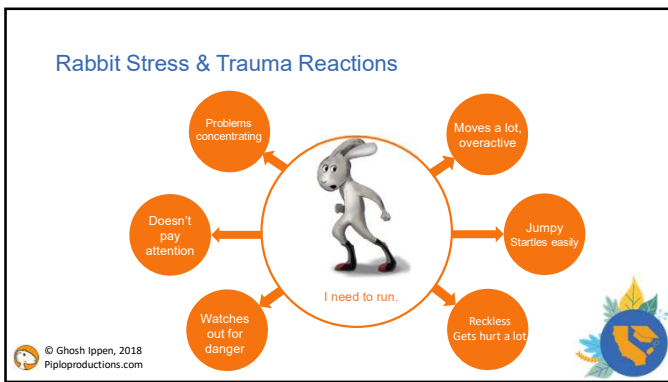 Rabbit Stress & Trauma Reactions
Problems
concentrating
Moves a lot,
overactive
Doesn't
pay
attention
Jumpy
Startles easily
Watches
out for
danger
I need to run.
Reckless
Gets hurt a lot
© Ghosh Ippen, 2018
Piploproductions.com